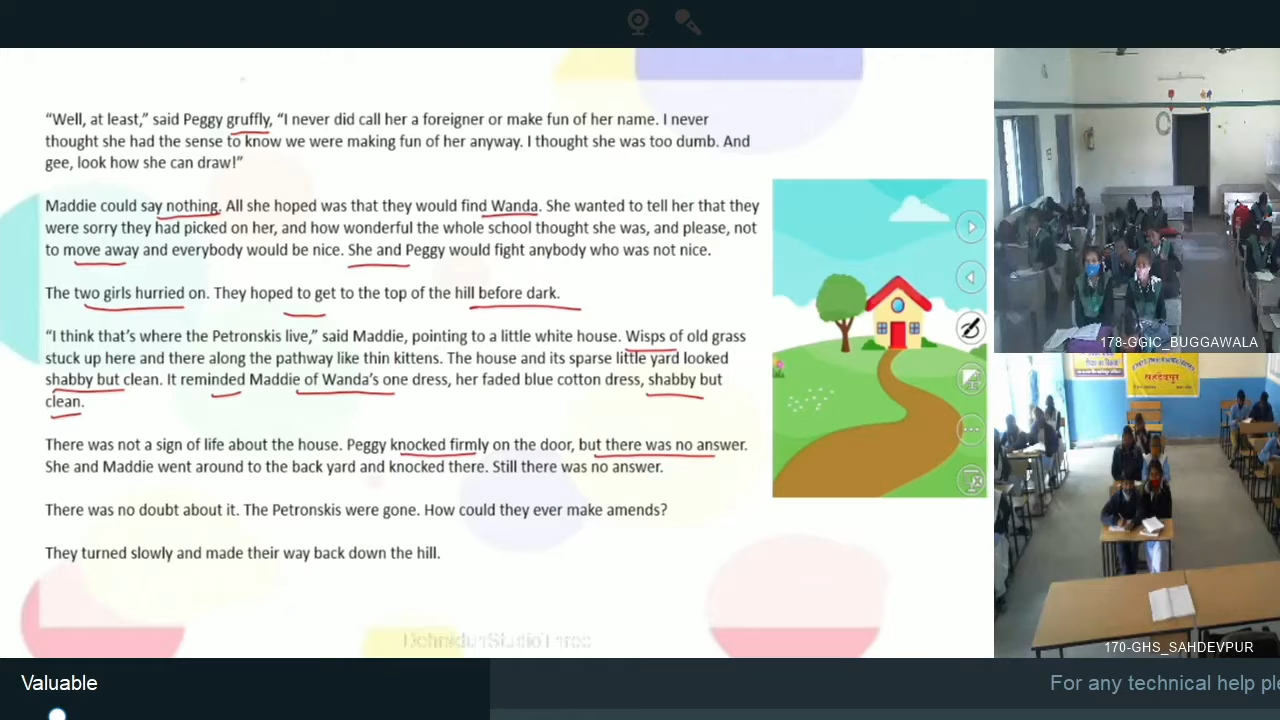 “Well, at least,” said Peggy gruffly, “I never did call her a foreigner or make fun of her name. I never
thought she had the sense to know we were making fun of her anyway. I thought she was too dumb. And
gee, look how she can draw!”
Maddie could say nothing. All she hoped was that they would find Wanda. She wanted to tell her that they
were sorry they had picked on her, and how wonderful the whole school thought she was, and please, not
to move away and everybody would be nice. She and Peggy would fight anybody who was not nice.
The two girls hurried on. They hoped to get to the top of the hill before dark.
“I think that’s where the Petronskis live,” said Maddie, pointing to a little white house. Wisps of old grass
stuck up here and there along the pathway like thin kittens. The house and its sparse little yard looked
shabby but clean. It reminded Maddie of Wanda’s one dress, her faded blue cotton dress, shabby but
clean.
There was not a sign of life about the house. Peggy knocked firmly on the door, but there was no answer.
She and Maddie went around to the back yard and knocked there. Still there was no answer.
There was no doubt about it. The Petronskis were gone. How could they ever make amends?
They turned slowly and made their way back down the hill.
178-GGIC_BUGGAWALA
170-GHS_SAHDEVPUR
Valuable
For any technical help ple